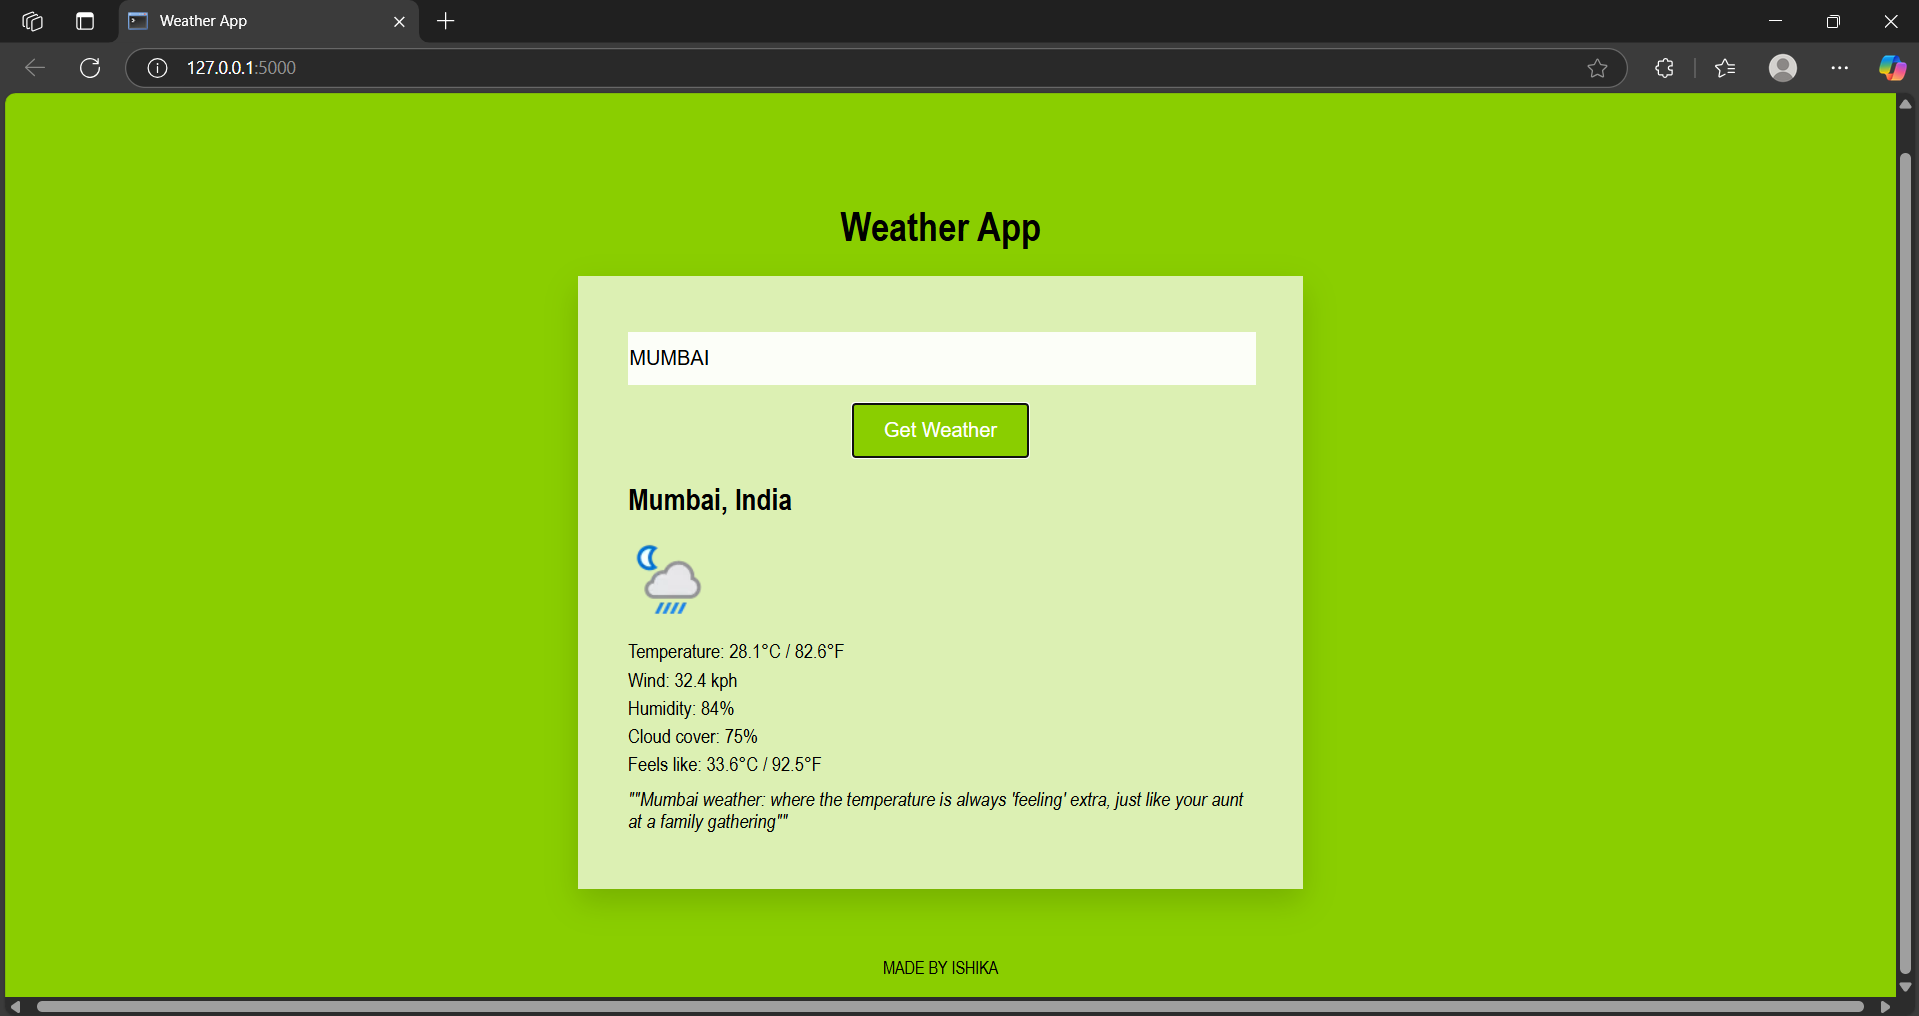 Weather App
127.0.0.1:5000
Weather App
MUMBAI
Get Weather
Mumbai, India
Temperature: 28.1°C / 82.6°F
Wind: 32.4 kph
Humidity: 84%
Cloud cover: 75%
Feels like: 33.6°C / 92.5°F
""Mumbai weather: where the temperature is always 'feeling' extra, just like your aunt
at a family gathering""
MADE BY ISHIKA